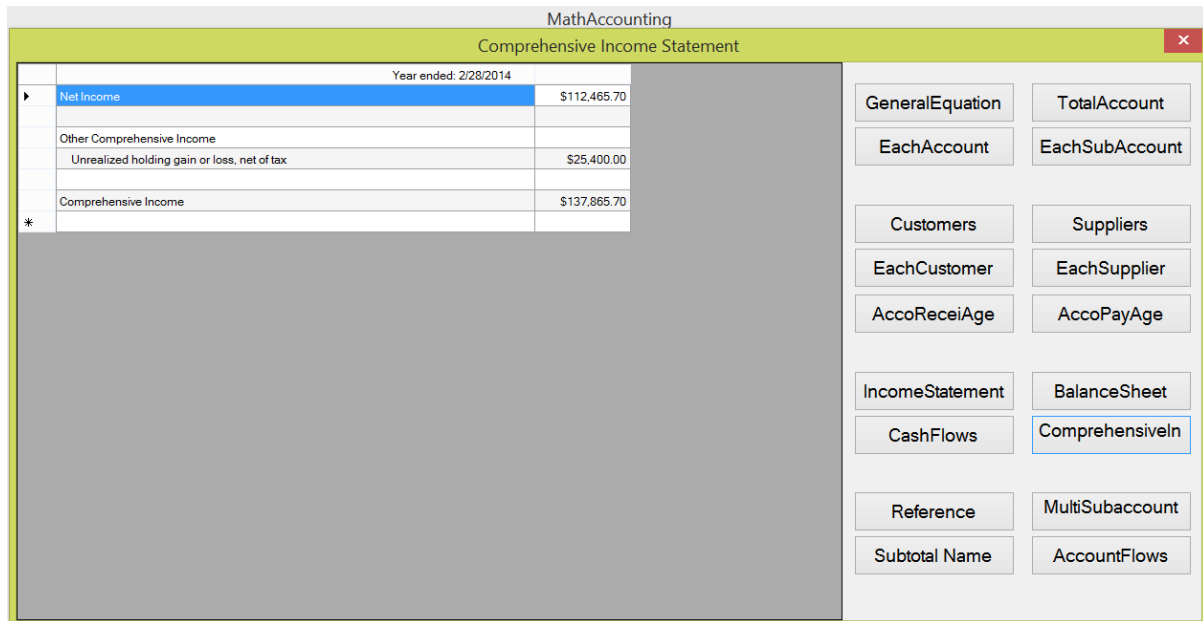 MathAccounting
Comprehensive Income Statement
Year ended: 2/28/2014
Net Income $112,465.70
Other Comprehensive Income
Unrealized holding gain or loss, net of tax $25,400.00
Comprehensive Income $137,865.70
GeneralEquation TotalAccount
EachAccount EachSubAccount
Customers Suppliers
EachCustomer EachSupplier
AccoReceiAge AccoPayAge
IncomeStatement BalanceSheet
CashFlows ComprehensiveIn
Reference MultiSubaccount
Subtotal Name AccountFlows